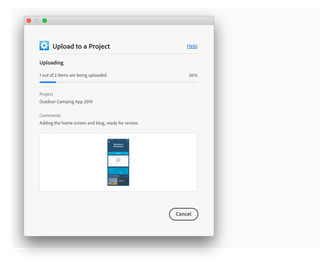 Upload to a Project
Help
Uploading
1 out of 2 items are being uploaded
26%
Project
Outdoor Camping App 2019
Comments
Adding the home screen and blog, ready for review.
Cancel